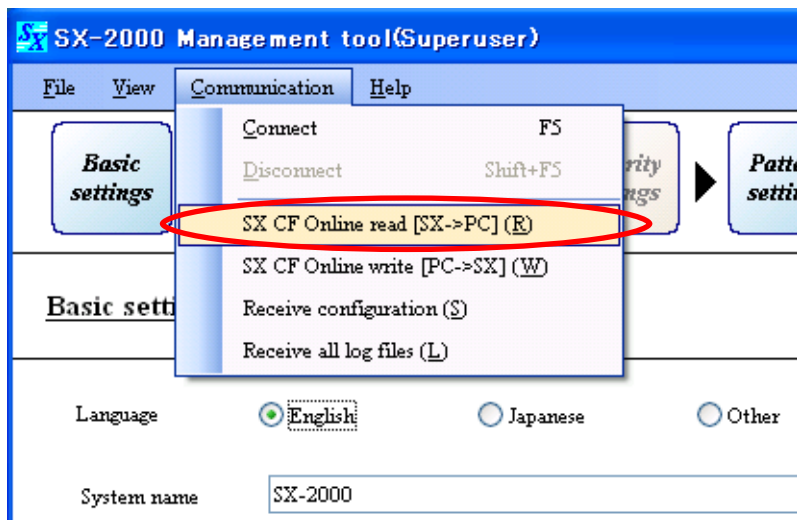 SX SX-2000 Management tool(Superuser)
File View Communication Help
Connect F5
Disconnect Shift+F5
Basic settings
SX CF Online read [SX->PC] (R)
SX CF Online write [PC->SX] (W)
Receive configuration (S)
Receive all log files (L)
Language English Japanese Other
System name SX-2000